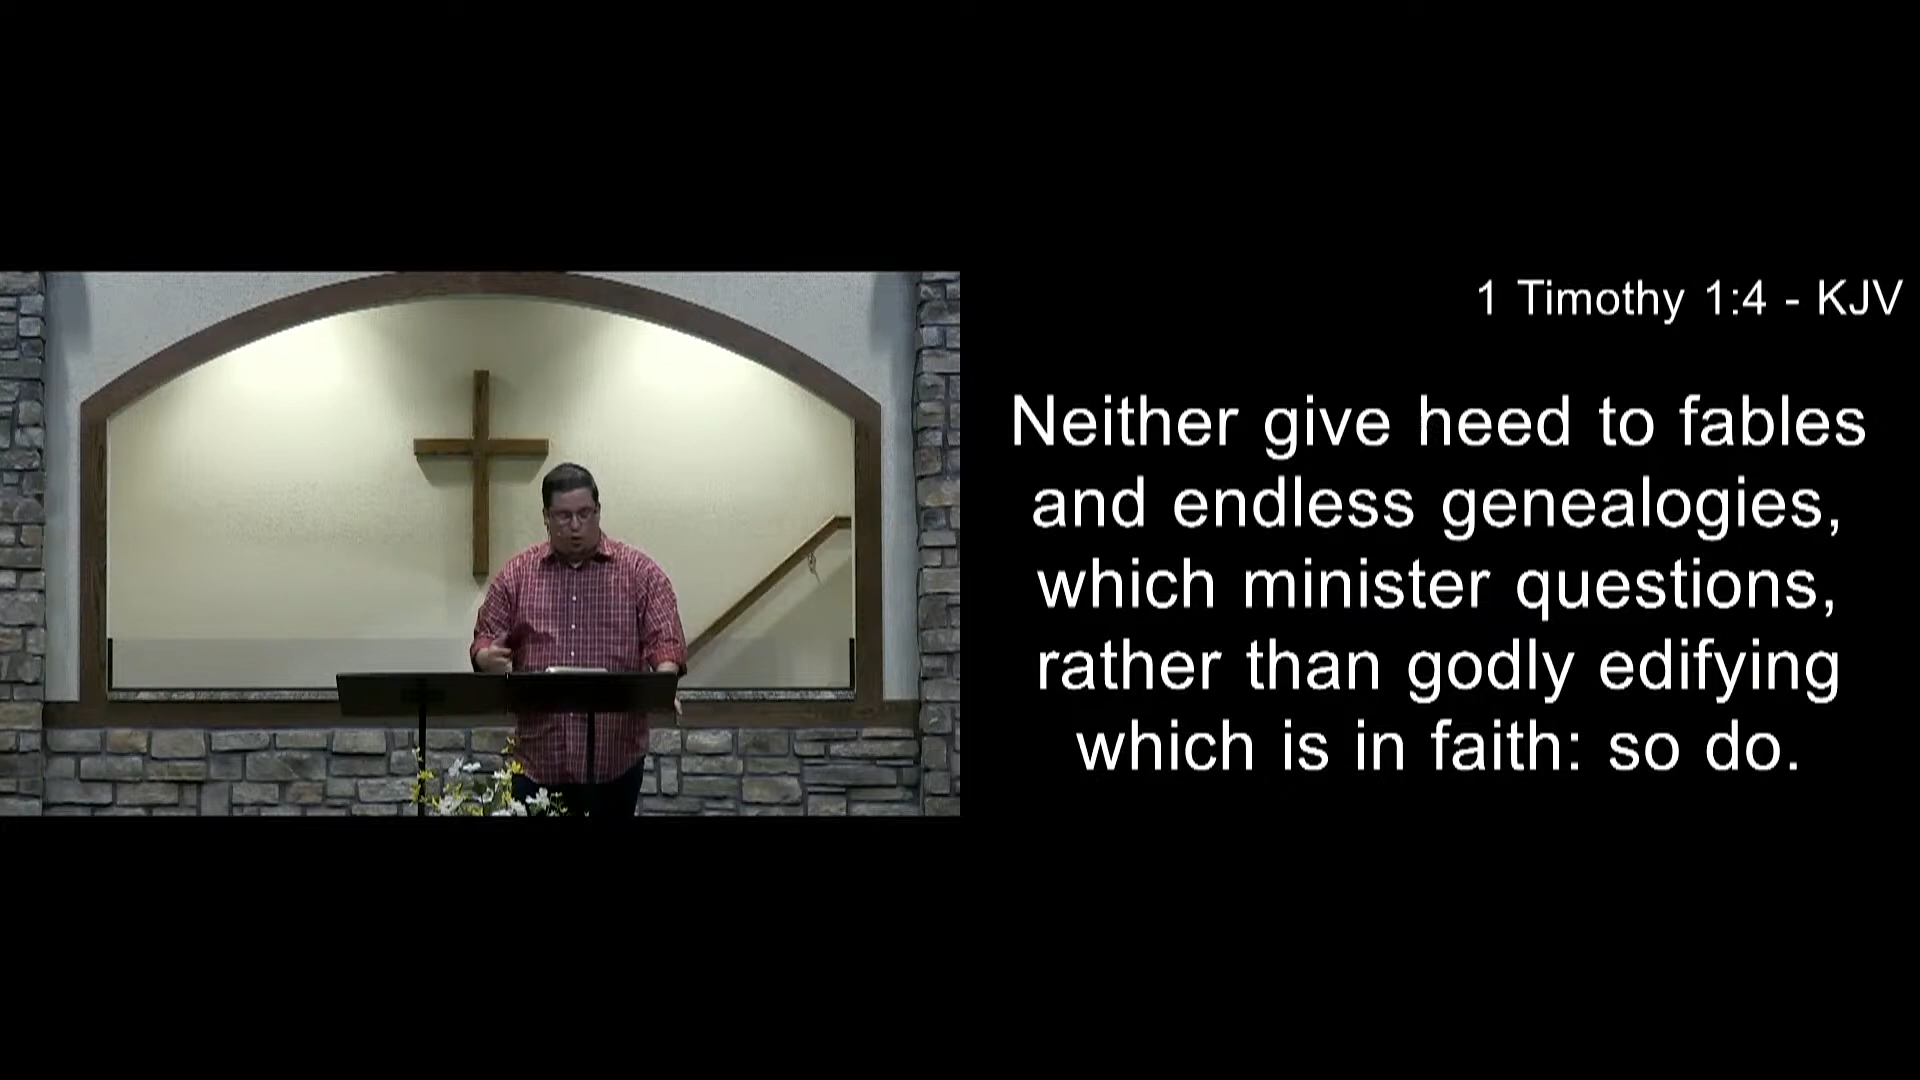 1 Timothy 1:4 - KJV
Neither give heed to fables
and endless genealogies,
which minister questions,
rather than godly edifying
which is in faith: so do.